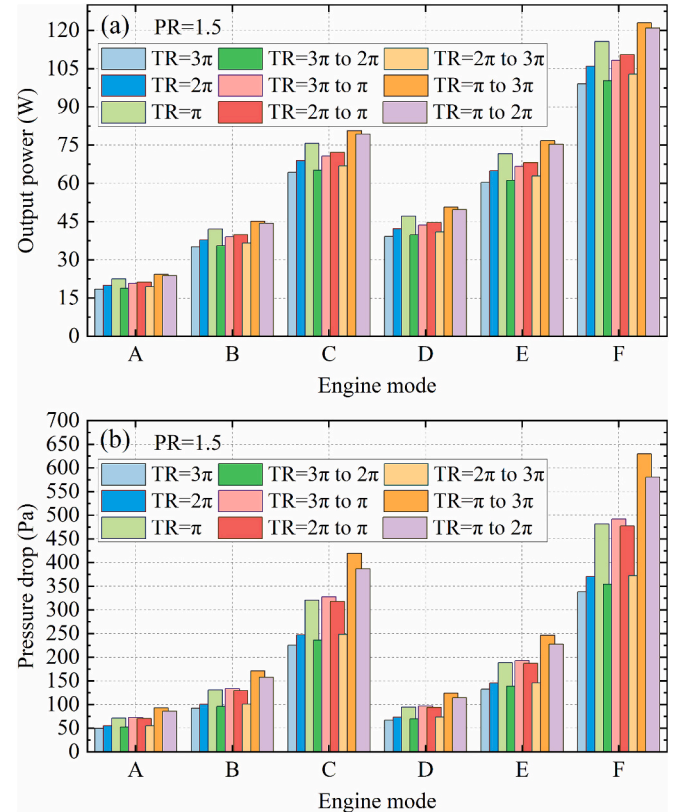 (a) PR=1.5
TR=3π TR=3π to 2π TR=2π to 3π
TR=2π TR=3π to π TR=π to 3π
TR=π TR=2π to π TR=π to 2π
Output power (W)
120
105
90
75
60
45
30
15
0
A B C D E F
Engine mode
(b) PR=1.5
TR=3π TR=3π to 2π TR=2π to 3π
TR=2π TR=3π to π TR=π to 3π
TR=π TR=2π to π TR=π to 2π
Pressure drop (Pa)
700
650
600
550
500
450
400
350
300
250
200
150
100
50
0
A B C D E F
Engine mode